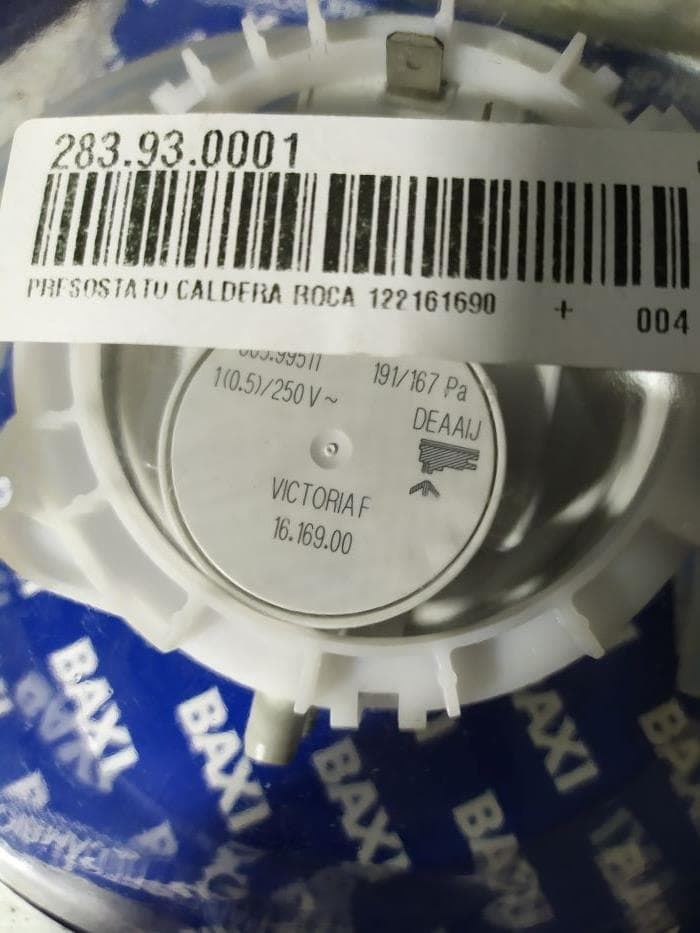 283.93.0001
PRESOSTATO CALDERA ROCA 122161690 + 004
191/167 Pa
1(0.5)/250 V ~
DEAAIJ
VICTORIA F
16.169.00
BAXI
BAXI
BAXI
BAXI
BAXI